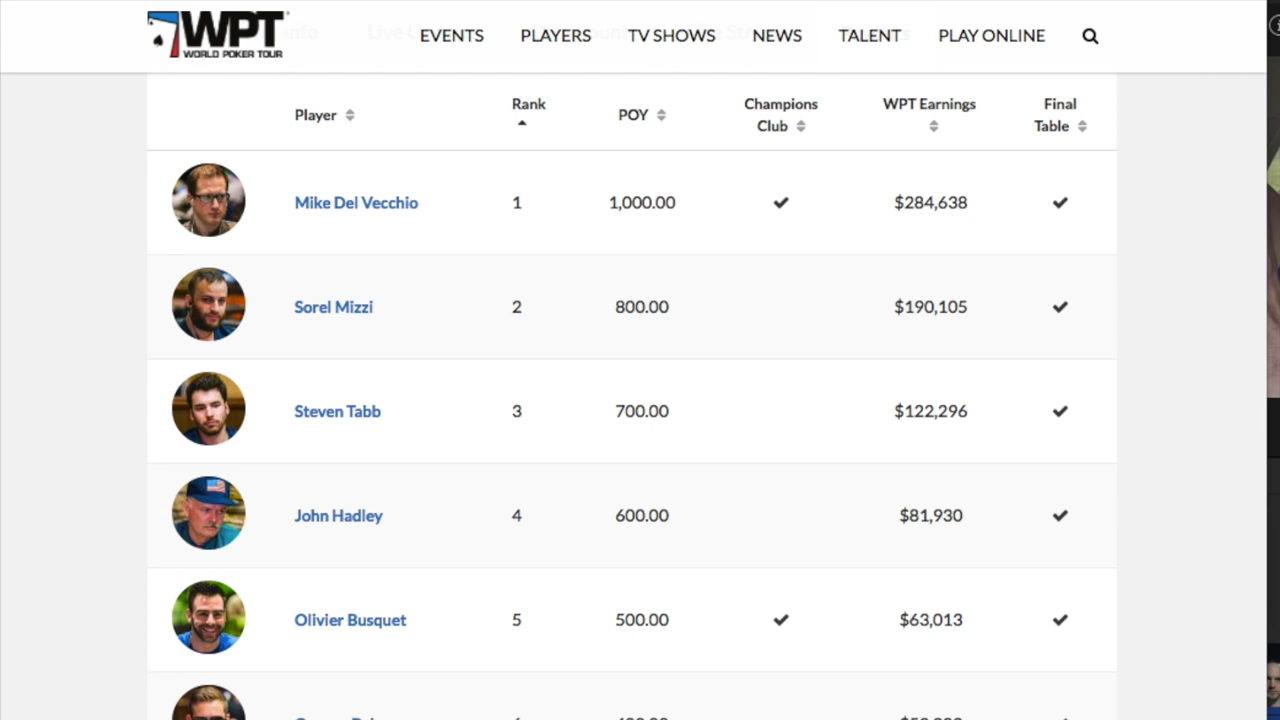 WPT
WORLD POKER TOUR
EVENTS PLAYERS TV SHOWS NEWS TALENT PLAY ONLINE
Player Rank POY Champions Club WPT Earnings Final Table
Mike Del Vecchio 1 1,000.00 ✔ $284,638 ✔
Sorel Mizzi 2 800.00 $190,105 ✔
Steven Tabb 3 700.00 $122,296 ✔
John Hadley 4 600.00 $81,930 ✔
Olivier Busquet 5 500.00 ✔ $63,013 ✔